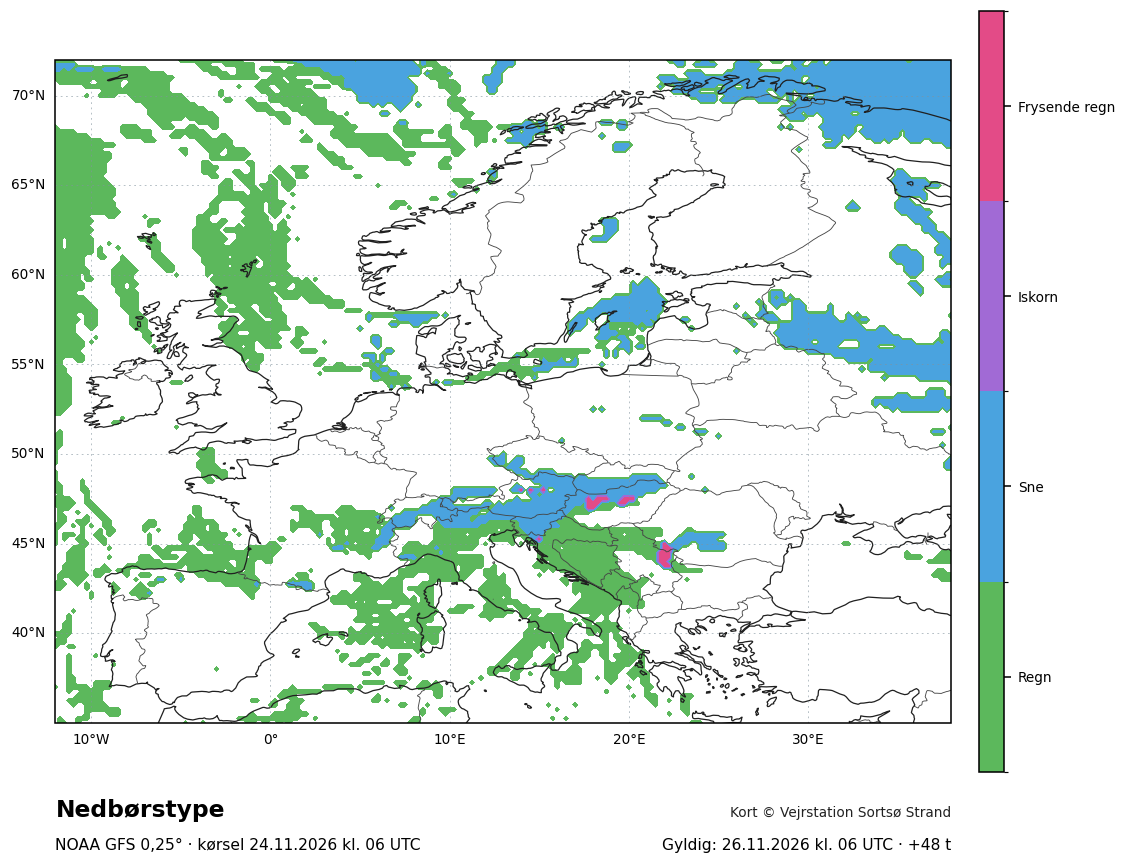 Frysende regn
Iskorn
Sne
Regn
70°N
65°N
60°N
55°N
50°N
45°N
40°N
10°W
0°
10°E
20°E
30°E
Nedbørstype
Kort © Vejrstation Sortsø Strand
NOAA GFS 0,25° · kørsel 24.11.2026 kl. 06 UTC
Gyldig: 26.11.2026 kl. 06 UTC · +48 t